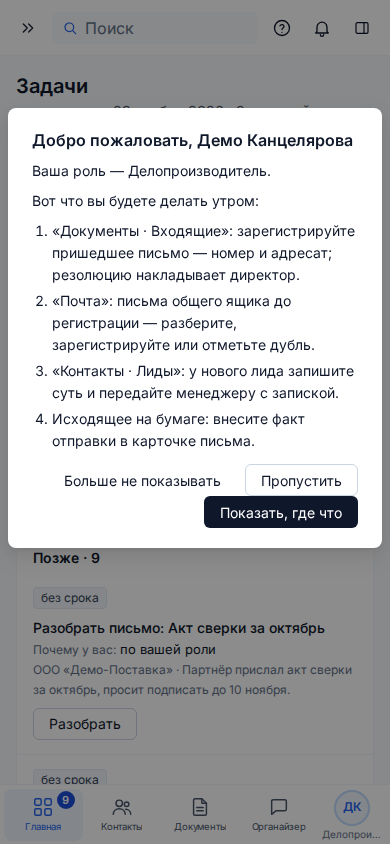 Поиск
Задачи
Добро пожаловать, Демо Канцелярова
Ваша роль — Делопроизводитель.
Вот что вы будете делать утром:
1. «Документы · Входящие»: зарегистрируйте
пришедшее письмо — номер и адресат;
резолюцию накладывает директор.
2. «Почта»: письма общего ящика до
регистрации — разберите,
зарегистрируйте или отметьте дубль.
3. «Контакты · Лиды»: у нового лида запишите
суть и передайте менеджеру с запиской.
4. Исходящее на бумаге: внесите факт
отправки в карточке письма.
Больше не показывать
Пропустить
Показать, где что
Позже · 9
без срока
Разобрать письмо: Акт сверки за октябрь
Почему у вас: по вашей роли
ООО «Демо-Поставка» · Партнёр прислал акт сверки
за октябрь, просит подписать до 10 ноября.
Разобрать
без срока
9
Главная
Контакты
Документы
Органайзер
ДК
Делопрои...